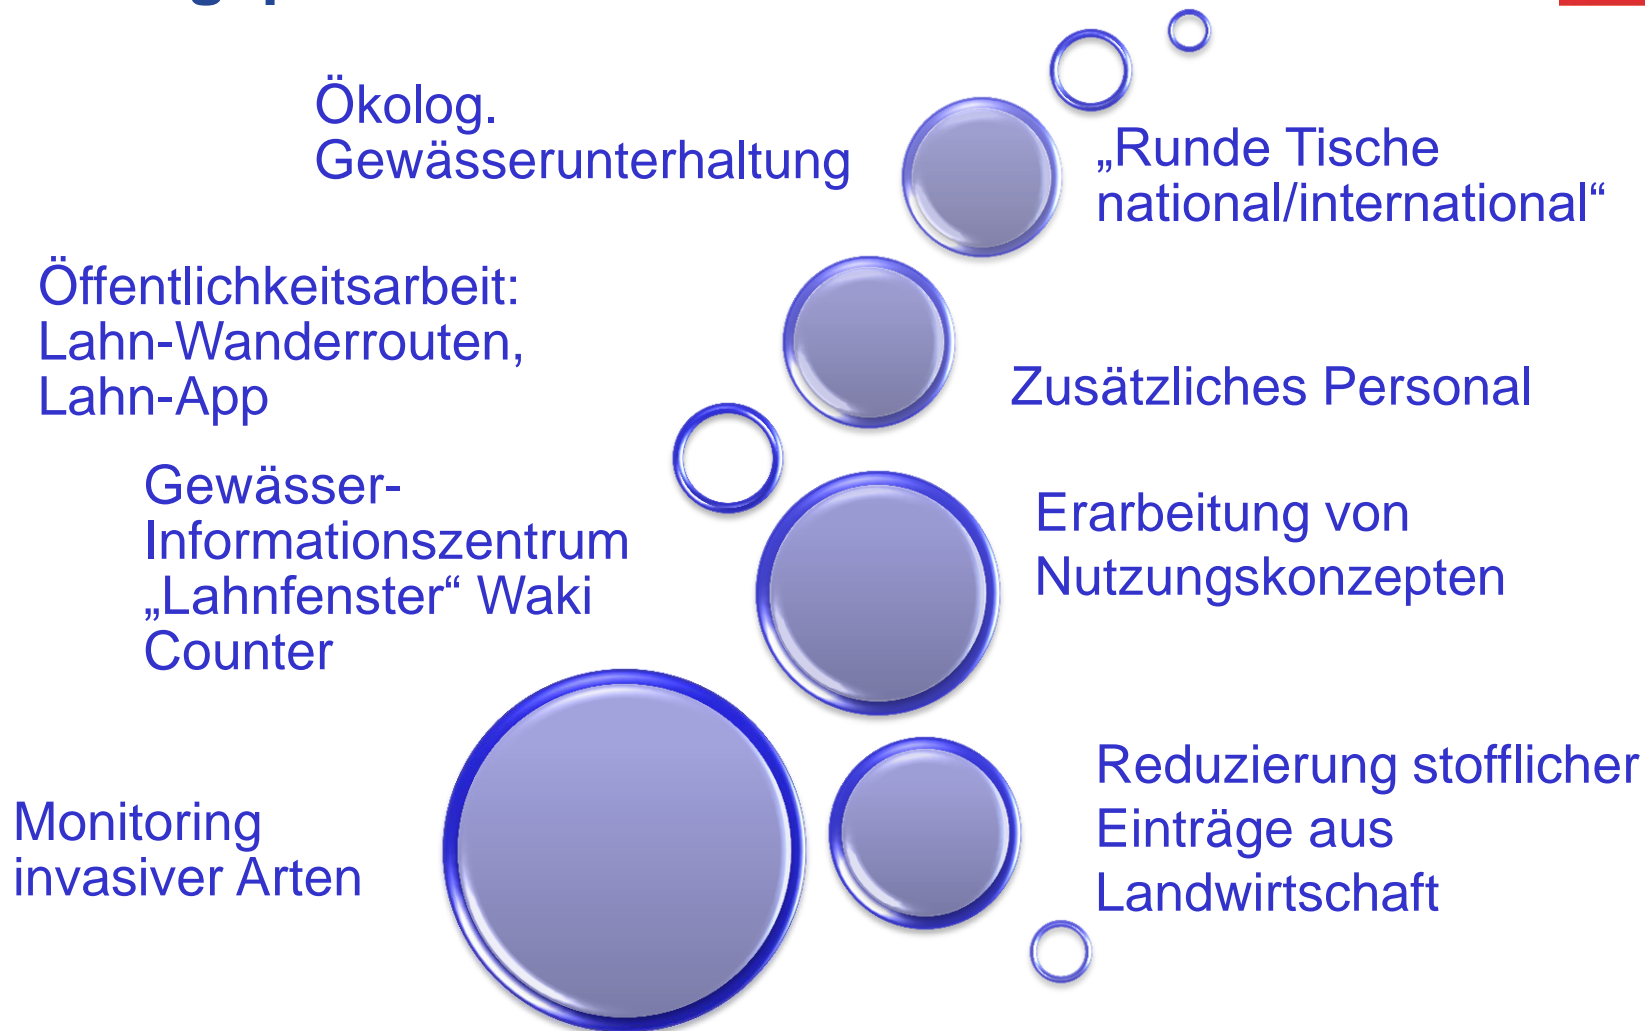 Ökolog.
Gewässerunterhaltung
„Runde Tische
national/international“
Öffentlichkeitsarbeit:
Lahn-Wanderrouten,
Lahn-App
Zusätzliches Personal
Gewässer-
Informationszentrum
„Lahnfenster“ Waki
Counter
Erarbeitung von
Nutzungskonzepten
Monitoring
invasiver Arten
Reduzierung stofflicher
Einträge aus
Landwirtschaft